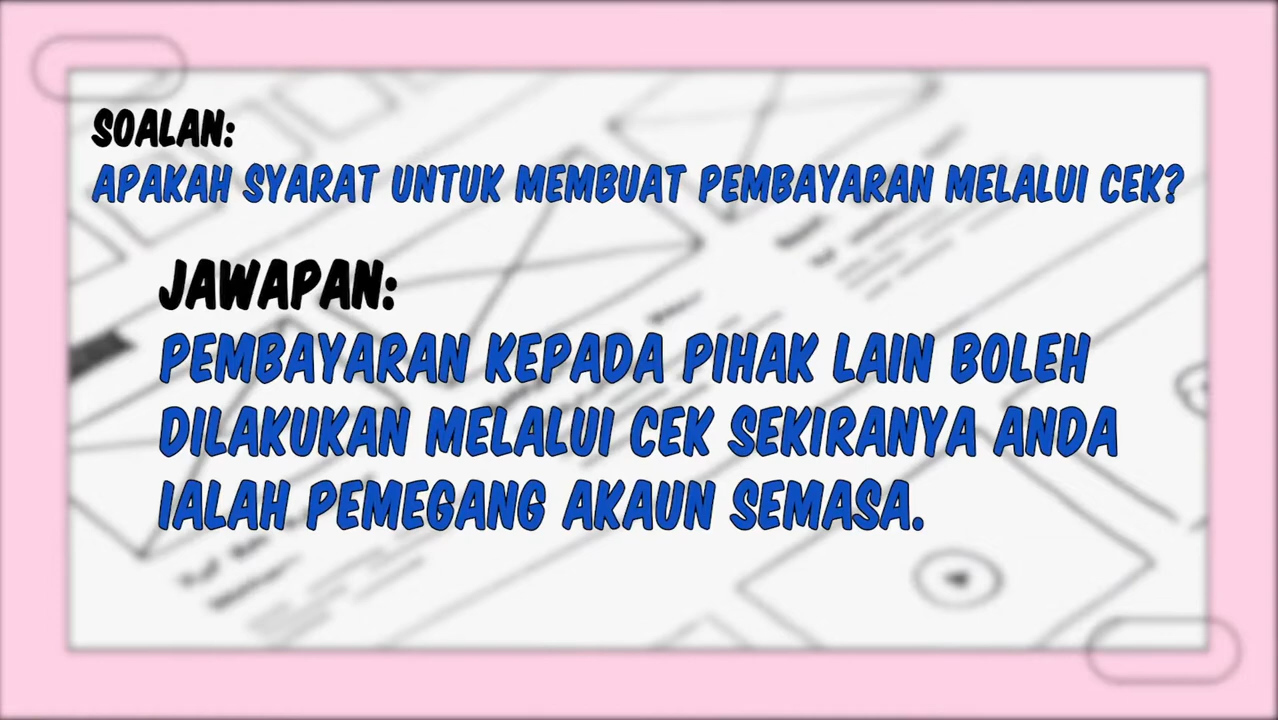 SOALAN:
APAKAH SYARAT UNTUK MEMBUAT PEMBAYARAN MELALUI CEK?
JAWAPAN:
PEMBAYARAN KEPADA PIHAK LAIN BOLEH
DILAKUKAN MELALUI CEK SEKIRANYA ANDA
IALAH PEMEGANG AKAUN SEMASA.